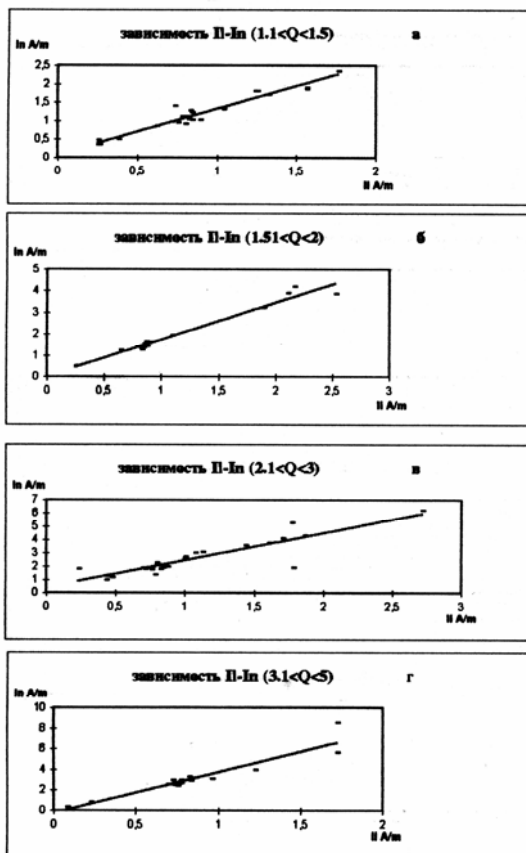 зависимость Il-In (1.1<Q<1.5) а
In A/m
2,5
2
1,5
1
0,5
0
0 0,5 1 1,5 2
Il A/m
зависимость Il-In (1.51<Q<2) б
In A/m
5
4
3
2
1
0
0 0,5 1 1,5 2 2,5 3
Il A/m
зависимость Il-In (2.1<Q<3) в
In A/m
7
6
5
4
3
2
1
0
0 0,5 1 1,5 2 2,5 3
Il A/m
зависимость Il-In (3.1<Q<5) г
In A/m
10
8
6
4
2
0
0 0,5 1 1,5 2
Il A/m